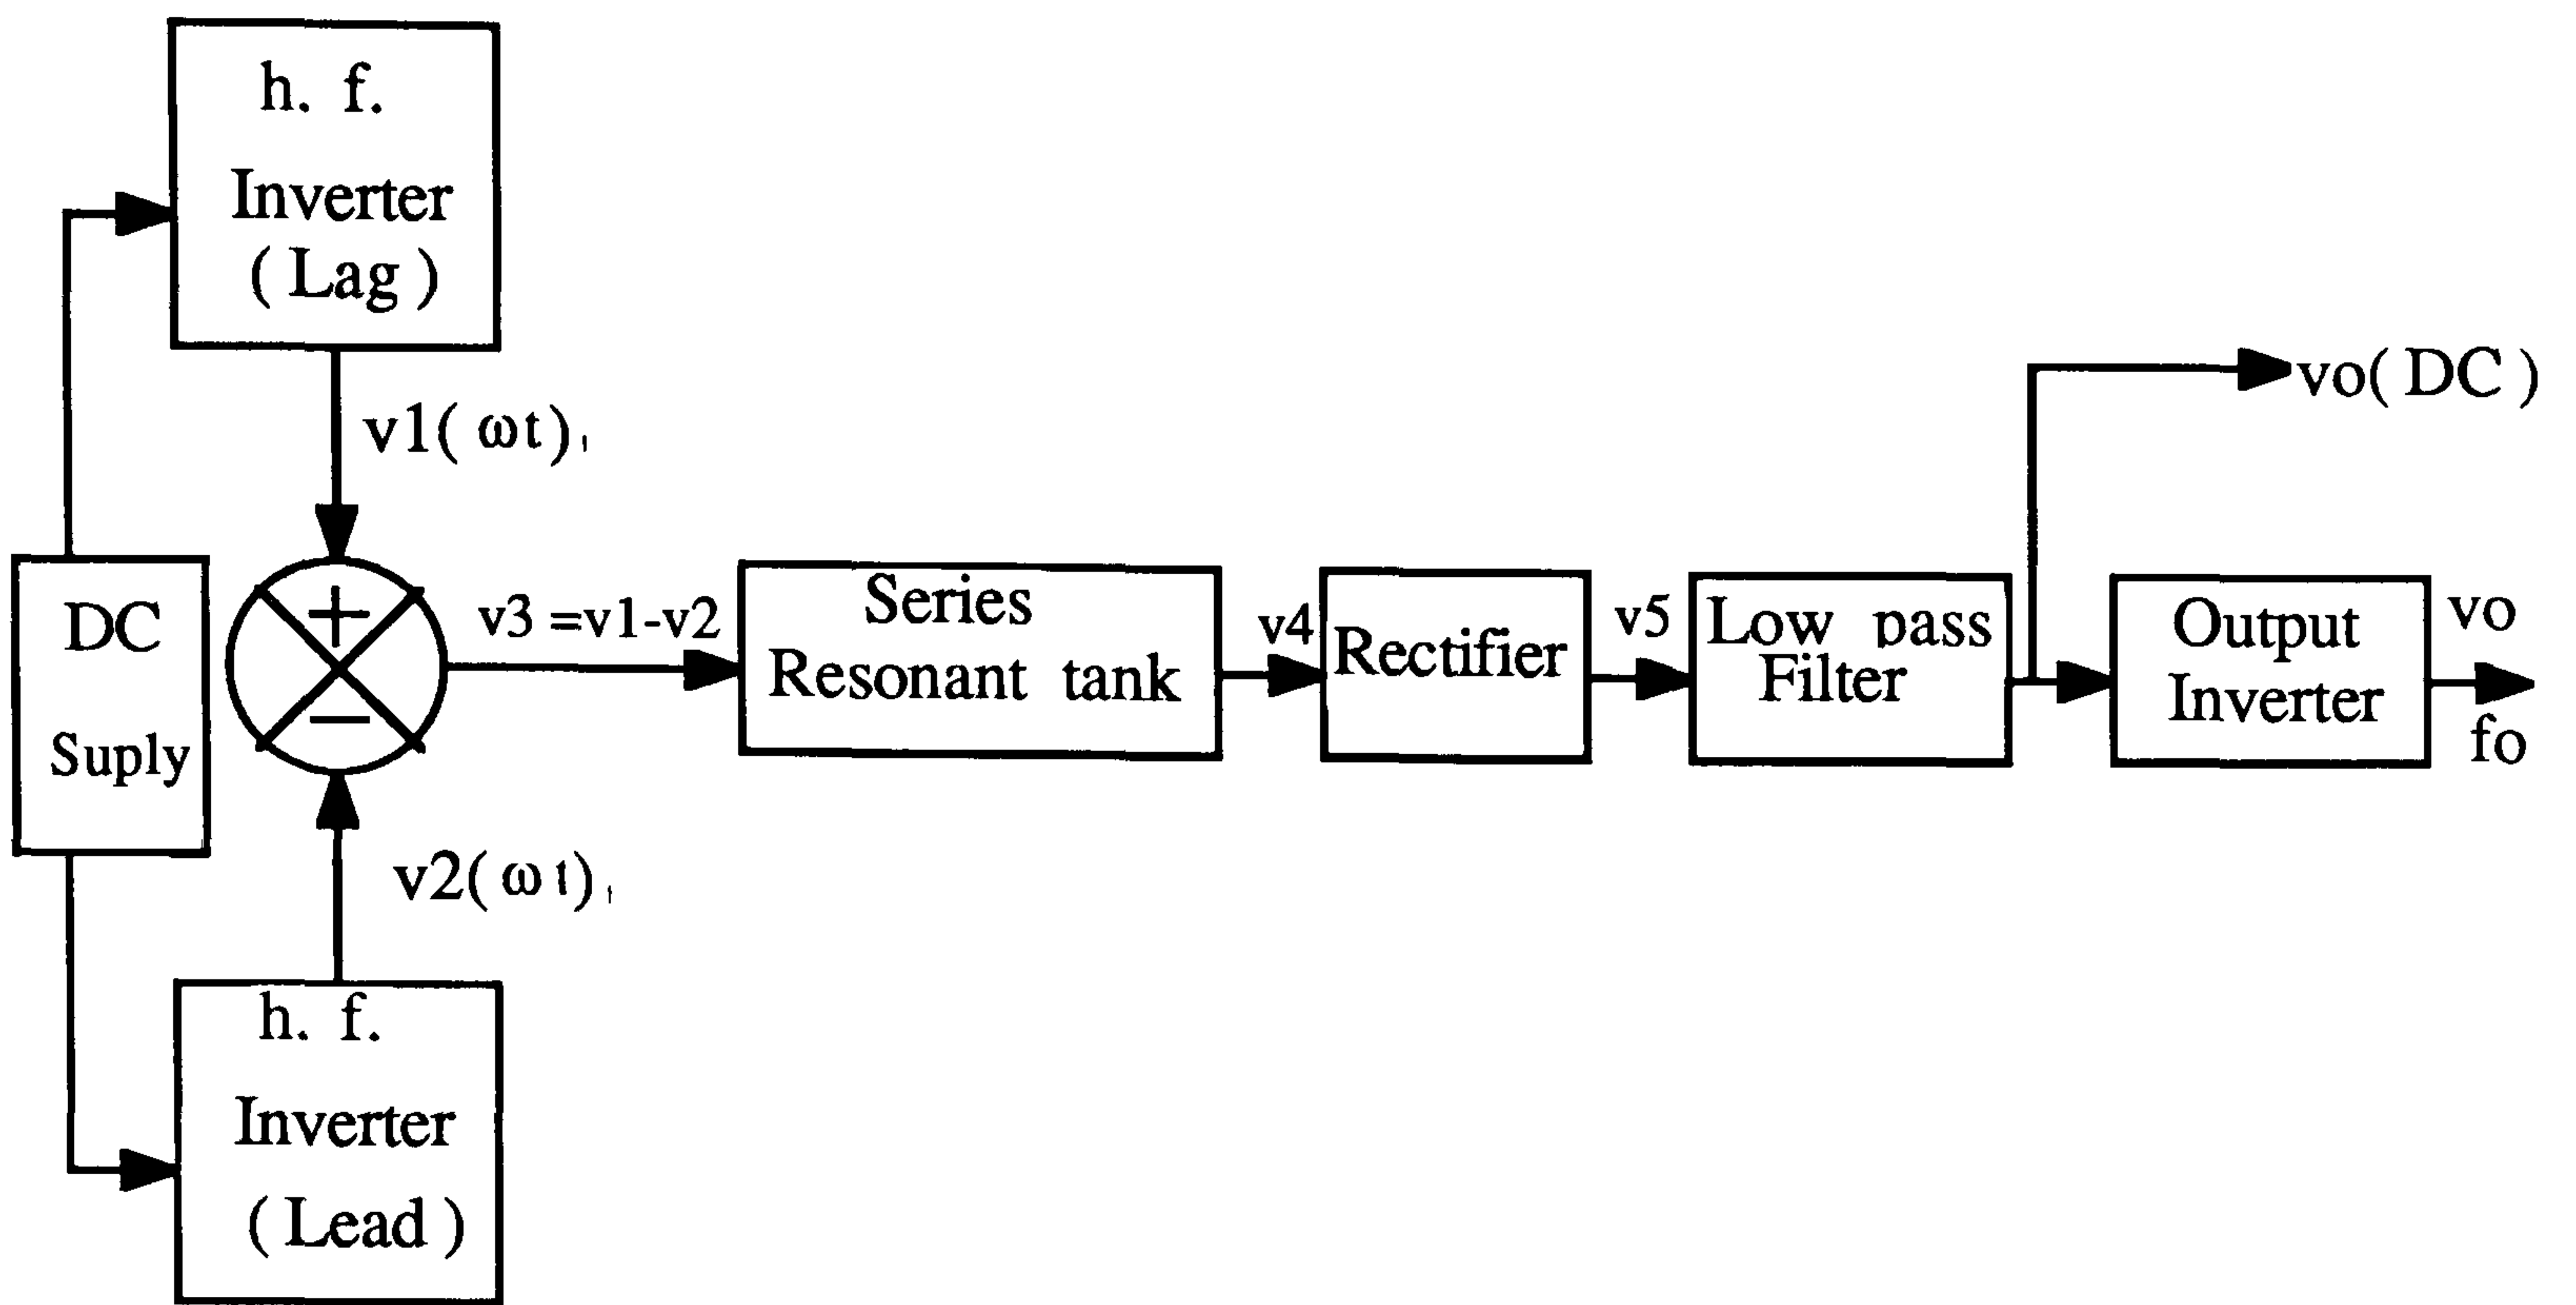 h. f.
Inverter
( Lag )
v1( ωt )
DC
Suply
+
−
v3 =v1-v2
v2( ωt )
h. f.
Inverter
( Lead )
Series
Resonant tank
v4
Rectifier
v5
Low pass
Filter
vo( DC )
Output
Inverter
vo
fo